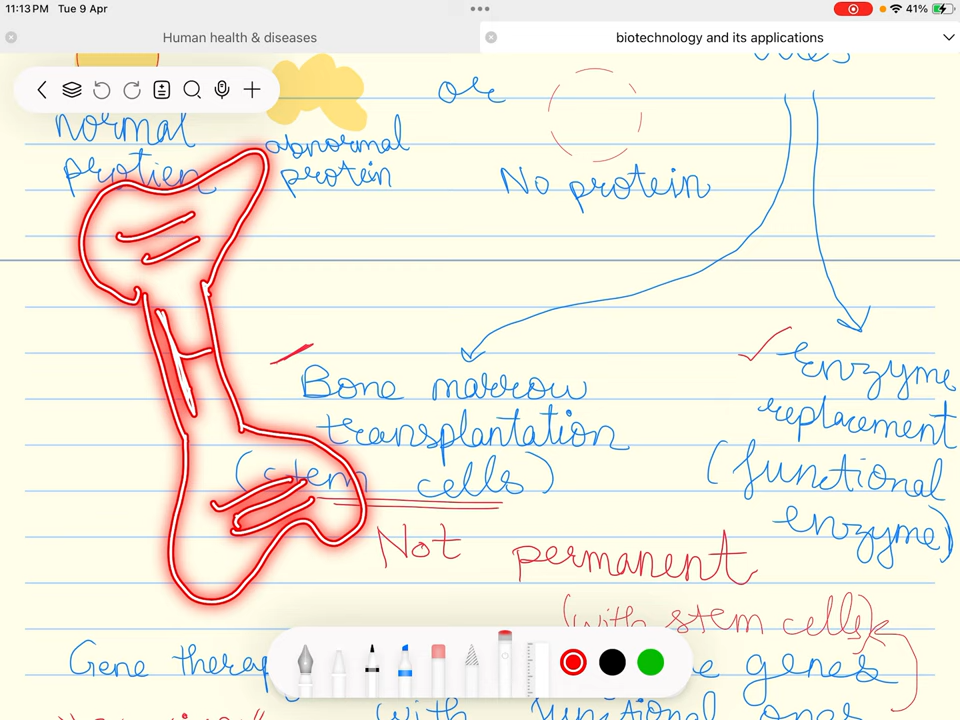 11:13 PM Tue 9 Apr
41%
Human health & diseases
biotechnology and its applications
or
normal
protien
abnormal
protein
No protein
Bone marrow
transplantation
(stem cells)
Enzyme
replacement
(functional
enzyme)
Not permanent
(with stem cells)
Gene
genes
with functional ones